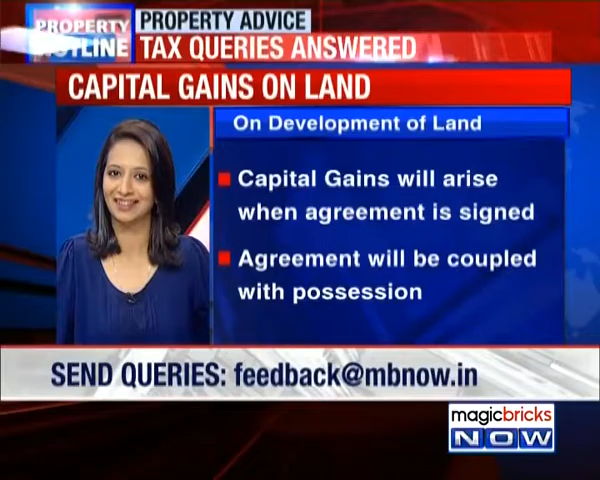 PROPERTY
HOTLINE
PROPERTY ADVICE
TAX QUERIES ANSWERED
CAPITAL GAINS ON LAND
On Development of Land
Capital Gains will arise
when agreement is signed
Agreement will be coupled
with possession
SEND QUERIES: feedback@mbnow.in
magicbricks
NOW